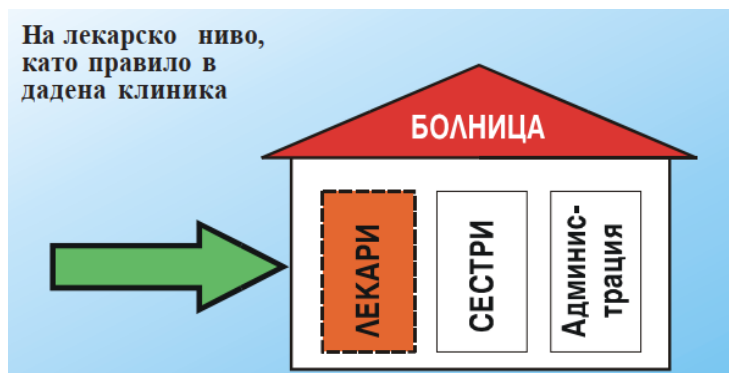 На лекарско ниво,
като правило в
дадена клиника
БОЛНИЦА
ЛЕКАРИ
СЕСТРИ
Админис-
трация